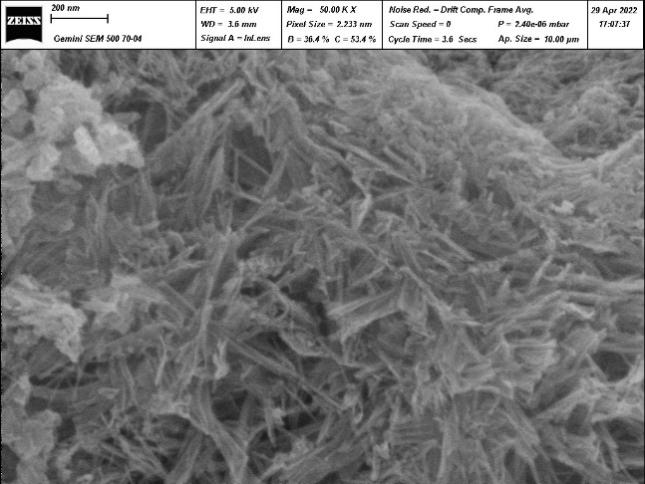 ZEISS
200 nm
Gemini SEM 500 70-04
EHT = 5.00 kV
WD = 3.6 mm
Signal A = InLens
Mag = 50.00 K X
Pixel Size = 2.233 nm
B = 36.4 % C = 53.4 %
Noise Red. = Drift Comp. Frame Avg.
Scan Speed = 0
P = 2.40e-06 mbar
Cycle Time = 3.6 Secs
Ap. Size = 10.00 µm
29 Apr 2022
17:07:37